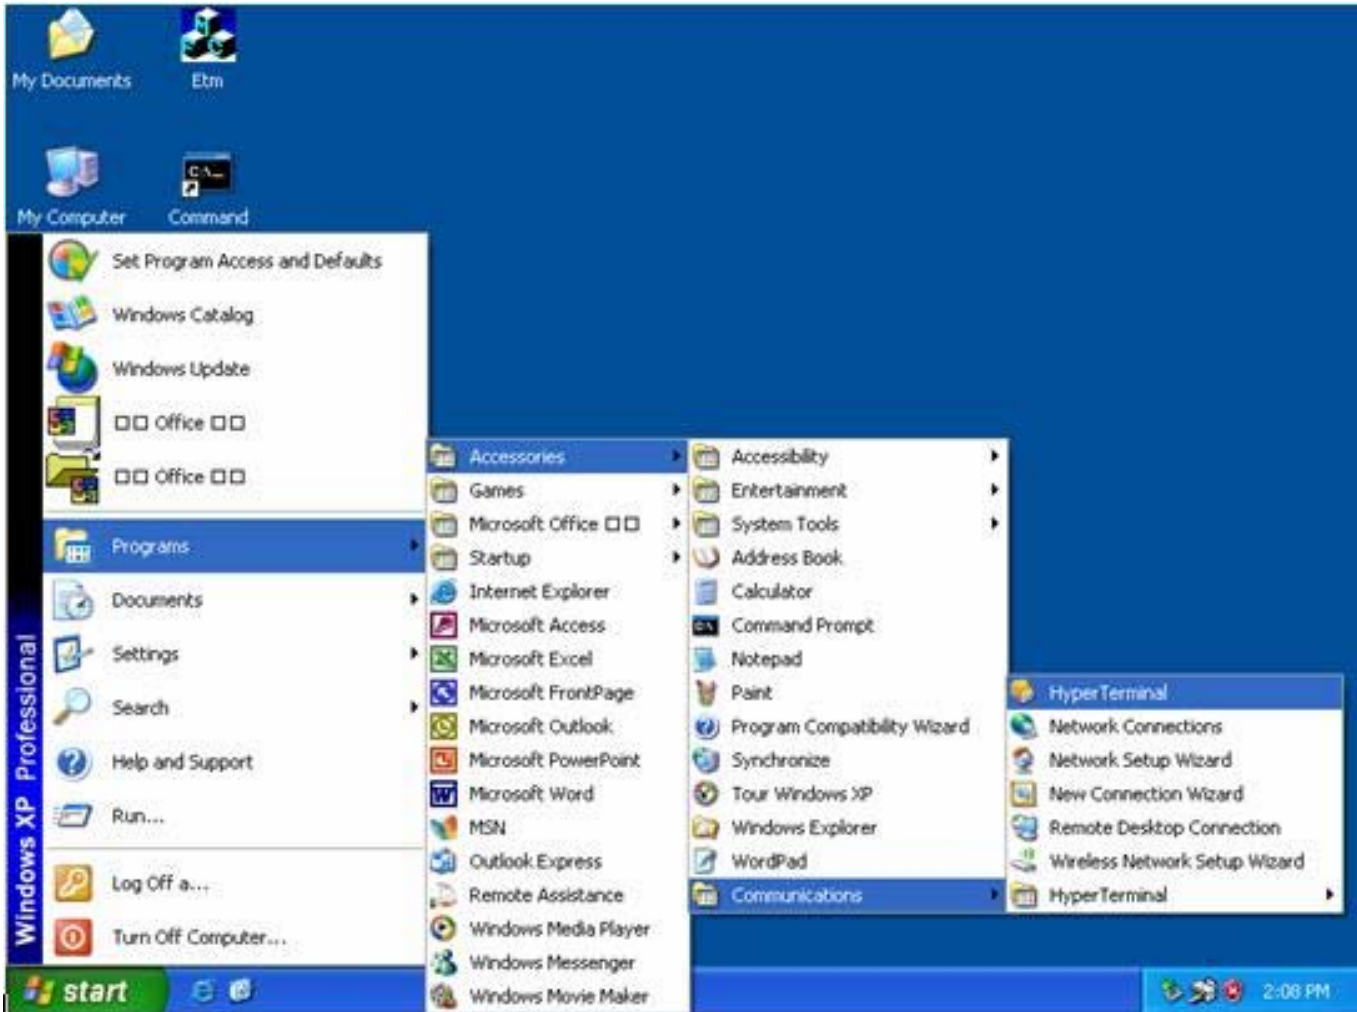 My Documents
Etm
My Computer
Command
Set Program Access and Defaults
Windows Catalog
Windows Update
□□ Office □□
□□ Office □□
Programs
Documents
Settings
Search
Help and Support
Run...
Log Off a...
Turn Off Computer...
Windows XP Professional
Accessories
Games
Microsoft Office □□
Startup
Internet Explorer
Microsoft Access
Microsoft Excel
Microsoft FrontPage
Microsoft Outlook
Microsoft PowerPoint
Microsoft Word
MSN
Outlook Express
Remote Assistance
Windows Media Player
Windows Messenger
Windows Movie Maker
Accessibility
Entertainment
System Tools
Address Book
Calculator
Command Prompt
Notepad
Paint
Program Compatibility Wizard
Synchronize
Tour Windows XP
Windows Explorer
WordPad
Communications
HyperTerminal
Network Connections
Network Setup Wizard
New Connection Wizard
Remote Desktop Connection
Wireless Network Setup Wizard
HyperTerminal
start
2:08 PM